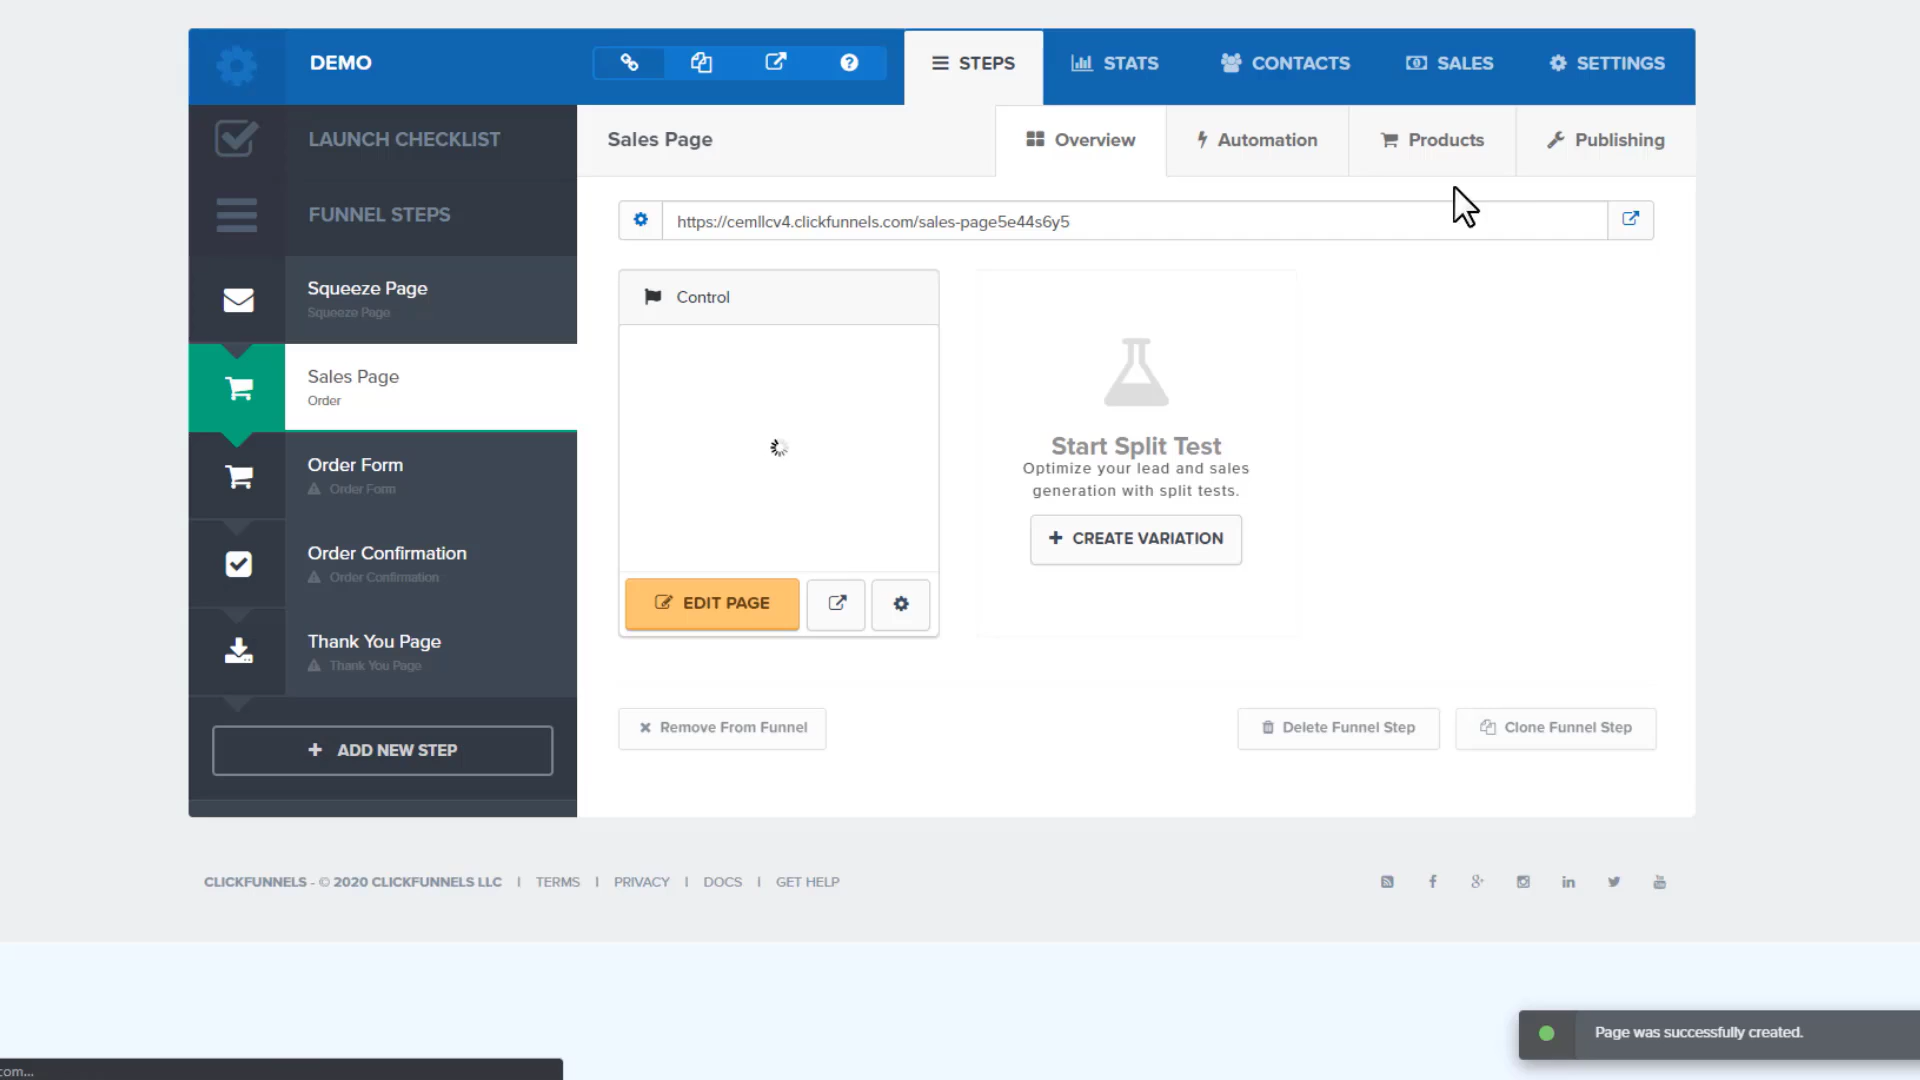 DEMO
STEPS
STATS
CONTACTS
SALES
SETTINGS
LAUNCH CHECKLIST
Sales Page
Overview
Automation
Products
Publishing
FUNNEL STEPS
https://cemllcv4.clickfunnels.com/sales-page5e44s6y5
Squeeze Page
Squeeze Page
Sales Page
Order
Order Form
Order Form
Order Confirmation
Order Confirmation
Thank You Page
Thank You Page
+ ADD NEW STEP
Control
EDIT PAGE
Start Split Test
Optimize your lead and sales
generation with split tests.
+ CREATE VARIATION
Remove From Funnel
Delete Funnel Step
Clone Funnel Step
CLICKFUNNELS - © 2020 CLICKFUNNELS LLC | TERMS | PRIVACY | DOCS | GET HELP
Page was successfully created.
com...